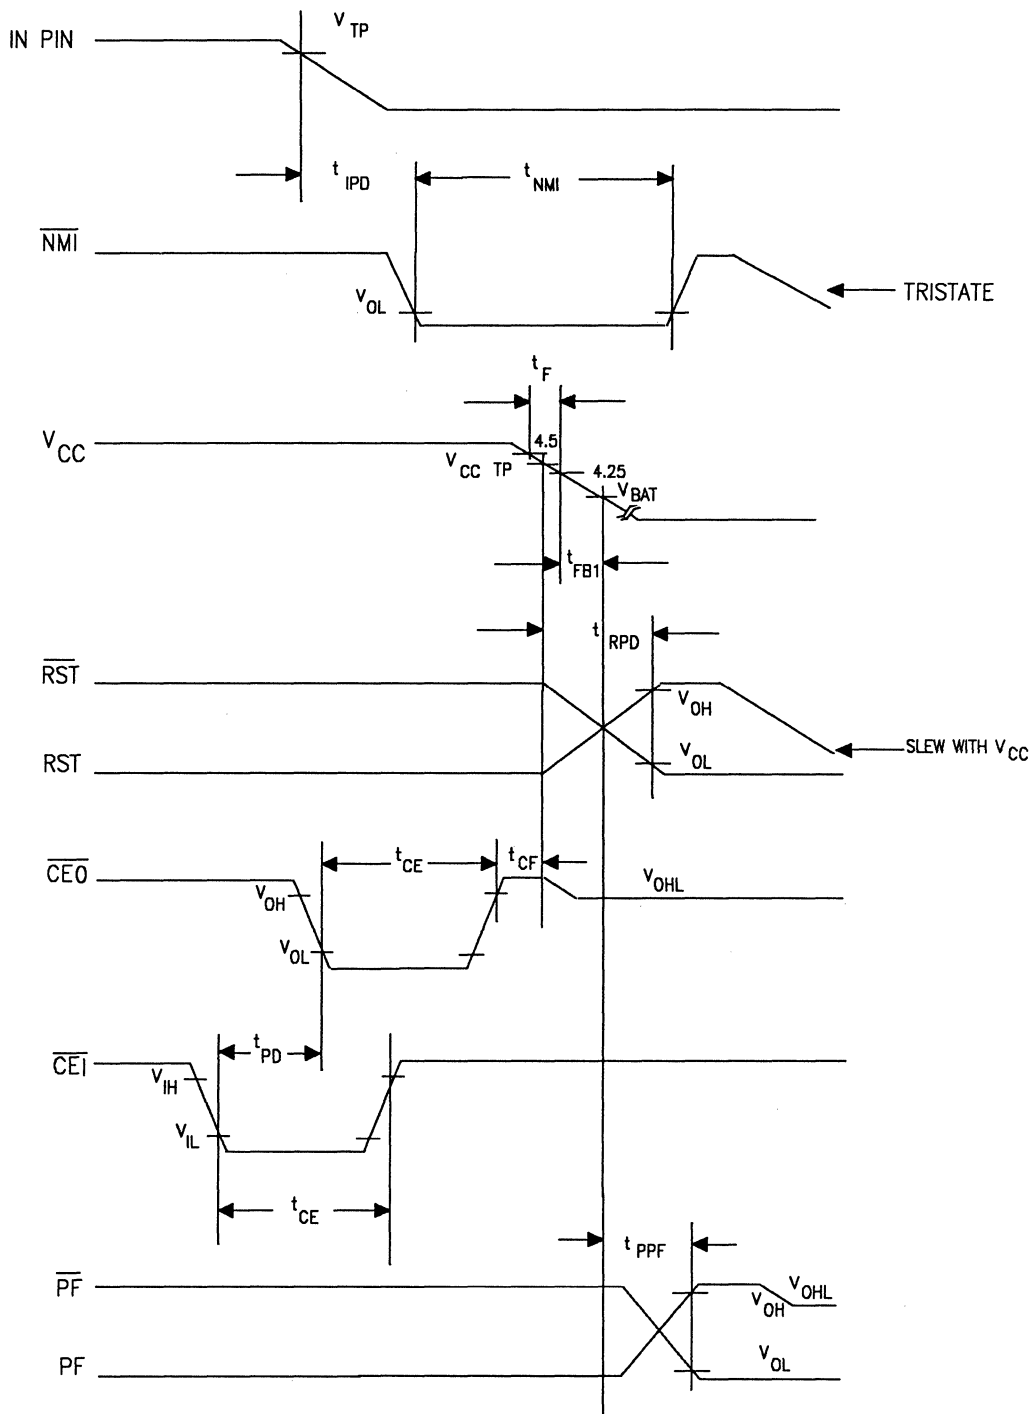 V TP
IN PIN
t IPD
t NMI
NMI
V OL
TRISTATE
t F
V CC
4.5
V CC TP
4.25
V BAT
t FB1
t RPD
RST
V OH
SLEW WITH V CC
RST
V OL
t CE
t CF
CEO
V OH
V OHL
V OL
t PD
CEI
V IH
V IL
t CE
t PPF
PF
V OHL
V OH
V OL
PF